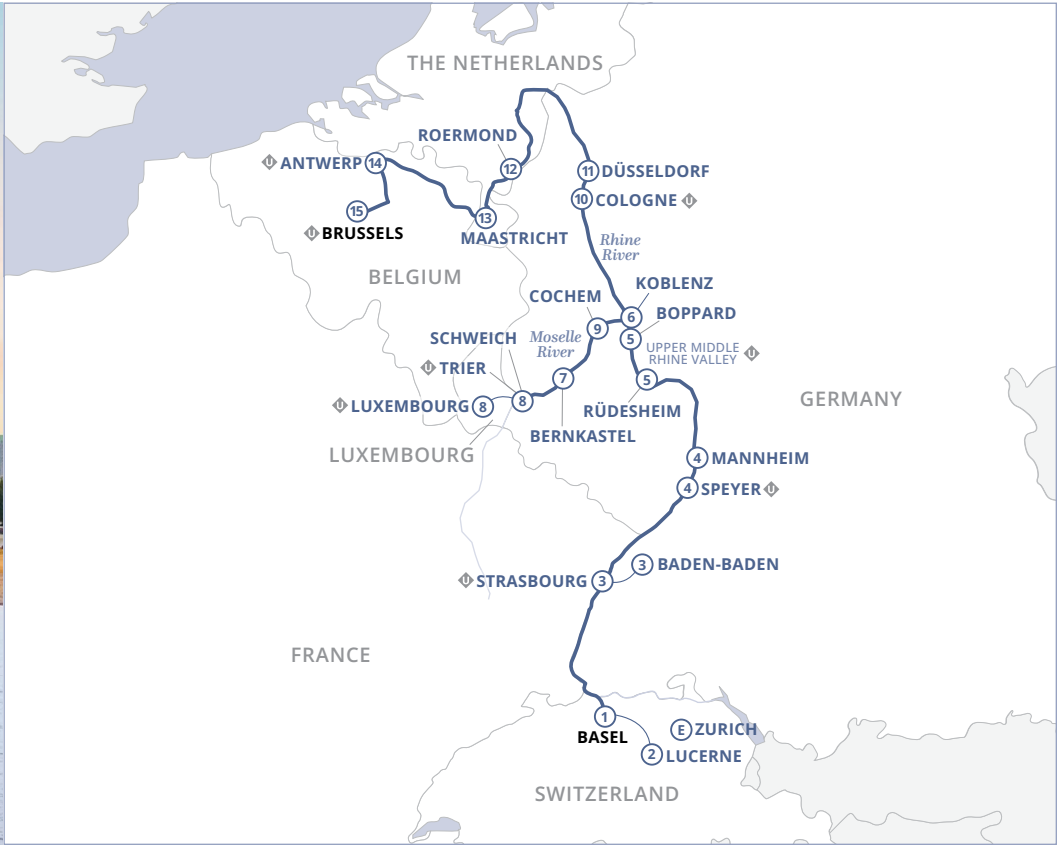 THE NETHERLANDS
ROERMOND
U ANTWERP 14
12
11 DÜSSELDORF
10 COLOGNE U
15
U BRUSSELS
13
MAASTRICHT
Rhine
River
BELGIUM
KOBLENZ
COCHEM
6
BOPPARD
9
5
SCHWEICH
Moselle
River
UPPER MIDDLE
RHINE VALLEY U
U TRIER
7
5
GERMANY
U LUXEMBOURG 8
8
RÜDESHEIM
BERNKASTEL
LUXEMBOURG
4 MANNHEIM
4 SPEYER U
3 BADEN-BADEN
U STRASBOURG 3
FRANCE
1
BASEL
E ZURICH
2 LUCERNE
SWITZERLAND